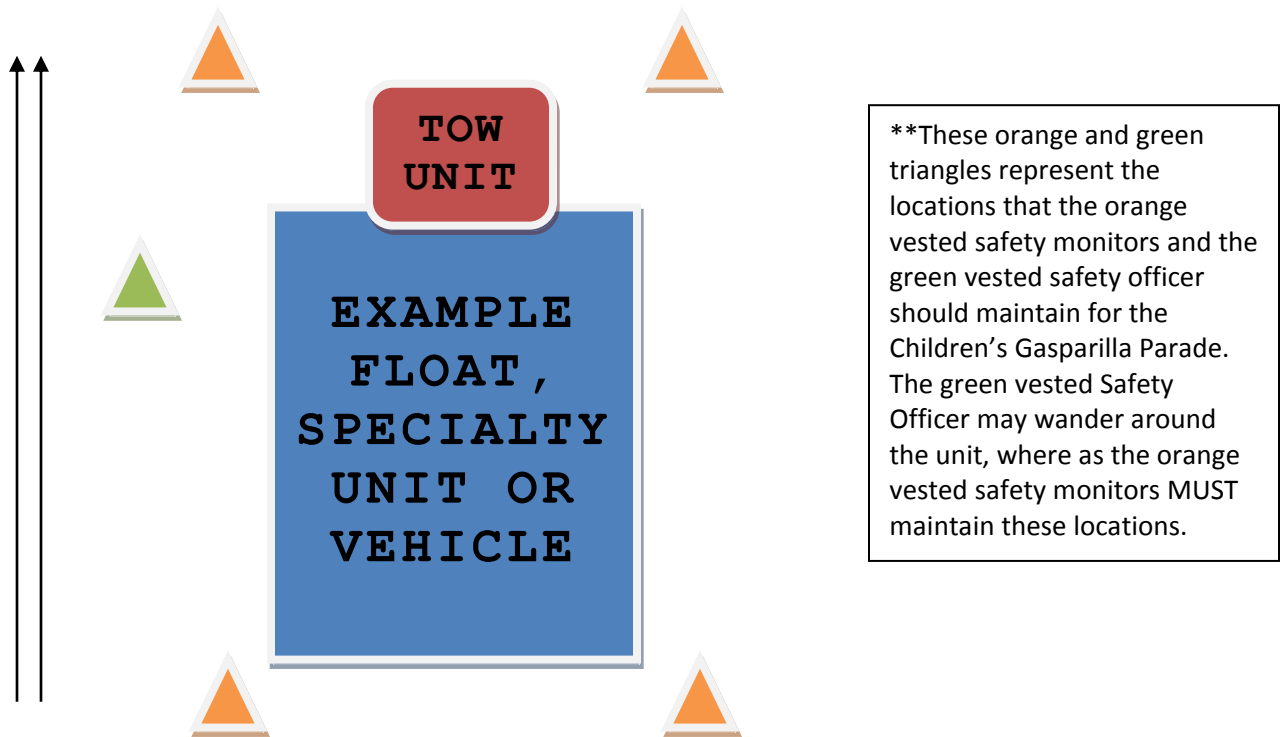 TOW
UNIT
EXAMPLE
FLOAT,
SPECIALTY
UNIT OR
VEHICLE
**These orange and green
triangles represent the
locations that the orange
vested safety monitors and the
green vested safety officer
should maintain for the
Children’s Gasparilla Parade.
The green vested Safety
Officer may wander around
the unit, where as the orange
vested safety monitors MUST
maintain these locations.